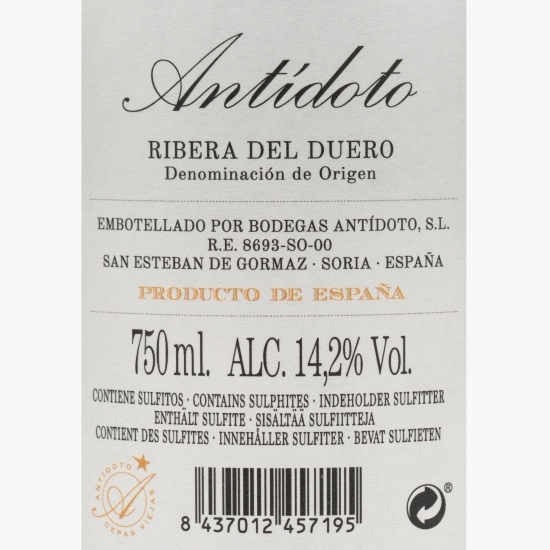 Antídoto
RIBERA DEL DUERO
Denominación de Origen
EMBOTELLADO POR BODEGAS ANTÍDOTO, S.L.
R.E. 8693-SO-00
SAN ESTEBAN DE GORMAZ · SORIA · ESPAÑA
PRODUCTO DE ESPAÑA
750 ml. ALC. 14,2% Vol.
CONTIENE SULFITOS · CONTAINS SULPHITES · INDEHOLDER SULFITTER
ENTHÄLT SULFITE · SISÄLTÄÄ SULFIITTEJA
CONTIENT DES SULFITES · INNEHÅLLER SULFITER · BEVAT SULFIETEN
ANTIDOTO
A
CEPAS VIEJAS
8 437012 457195
®